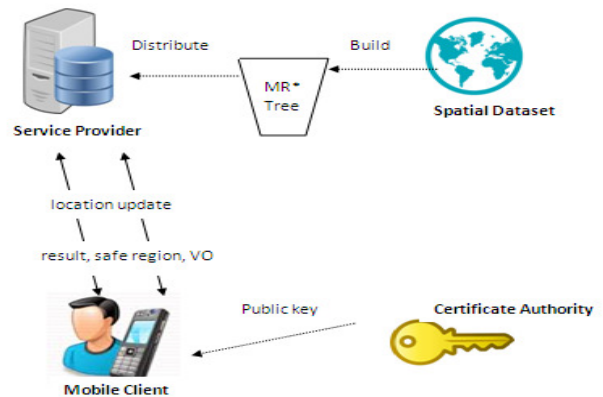 Distribute
Build
MR*
Tree
Service Provider
Spatial Dataset
location update
result, safe region, VO
Public key
Certificate Authority
Mobile Client